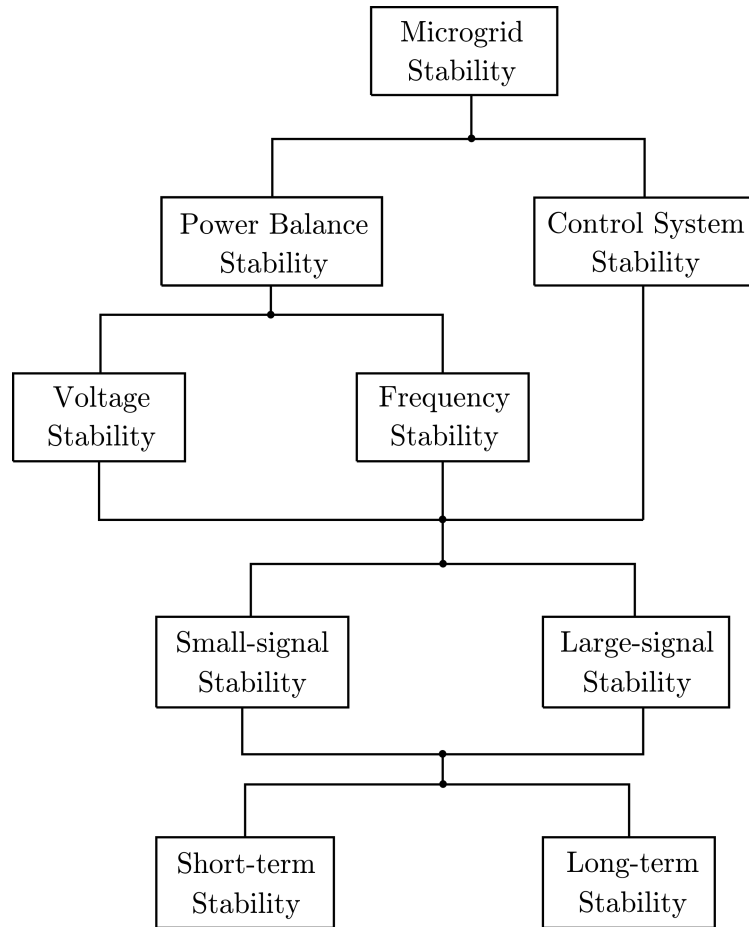 Microgrid
Stability
Power Balance
Stability
Control System
Stability
Voltage
Stability
Frequency
Stability
Small-signal
Stability
Large-signal
Stability
Short-term
Stability
Long-term
Stability